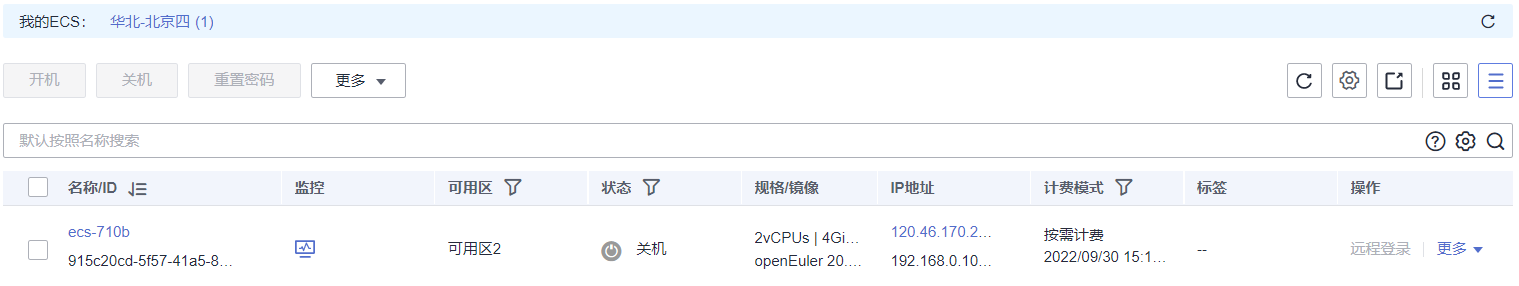 我的ECS： 华北-北京四 (1)
开机 关机 重置密码 更多
默认按照名称搜索
名称/ID 监控 可用区 状态 规格/镜像 IP地址 计费模式 标签 操作
ecs-710b 可用区2 关机 2vCPUs | 4Gi... 120.46.170.2... 按需计费 -- 远程登录 更多
915c20cd-5f57-41a5-8... openEuler 20.... 192.168.0.10... 2022/09/30 15:1...